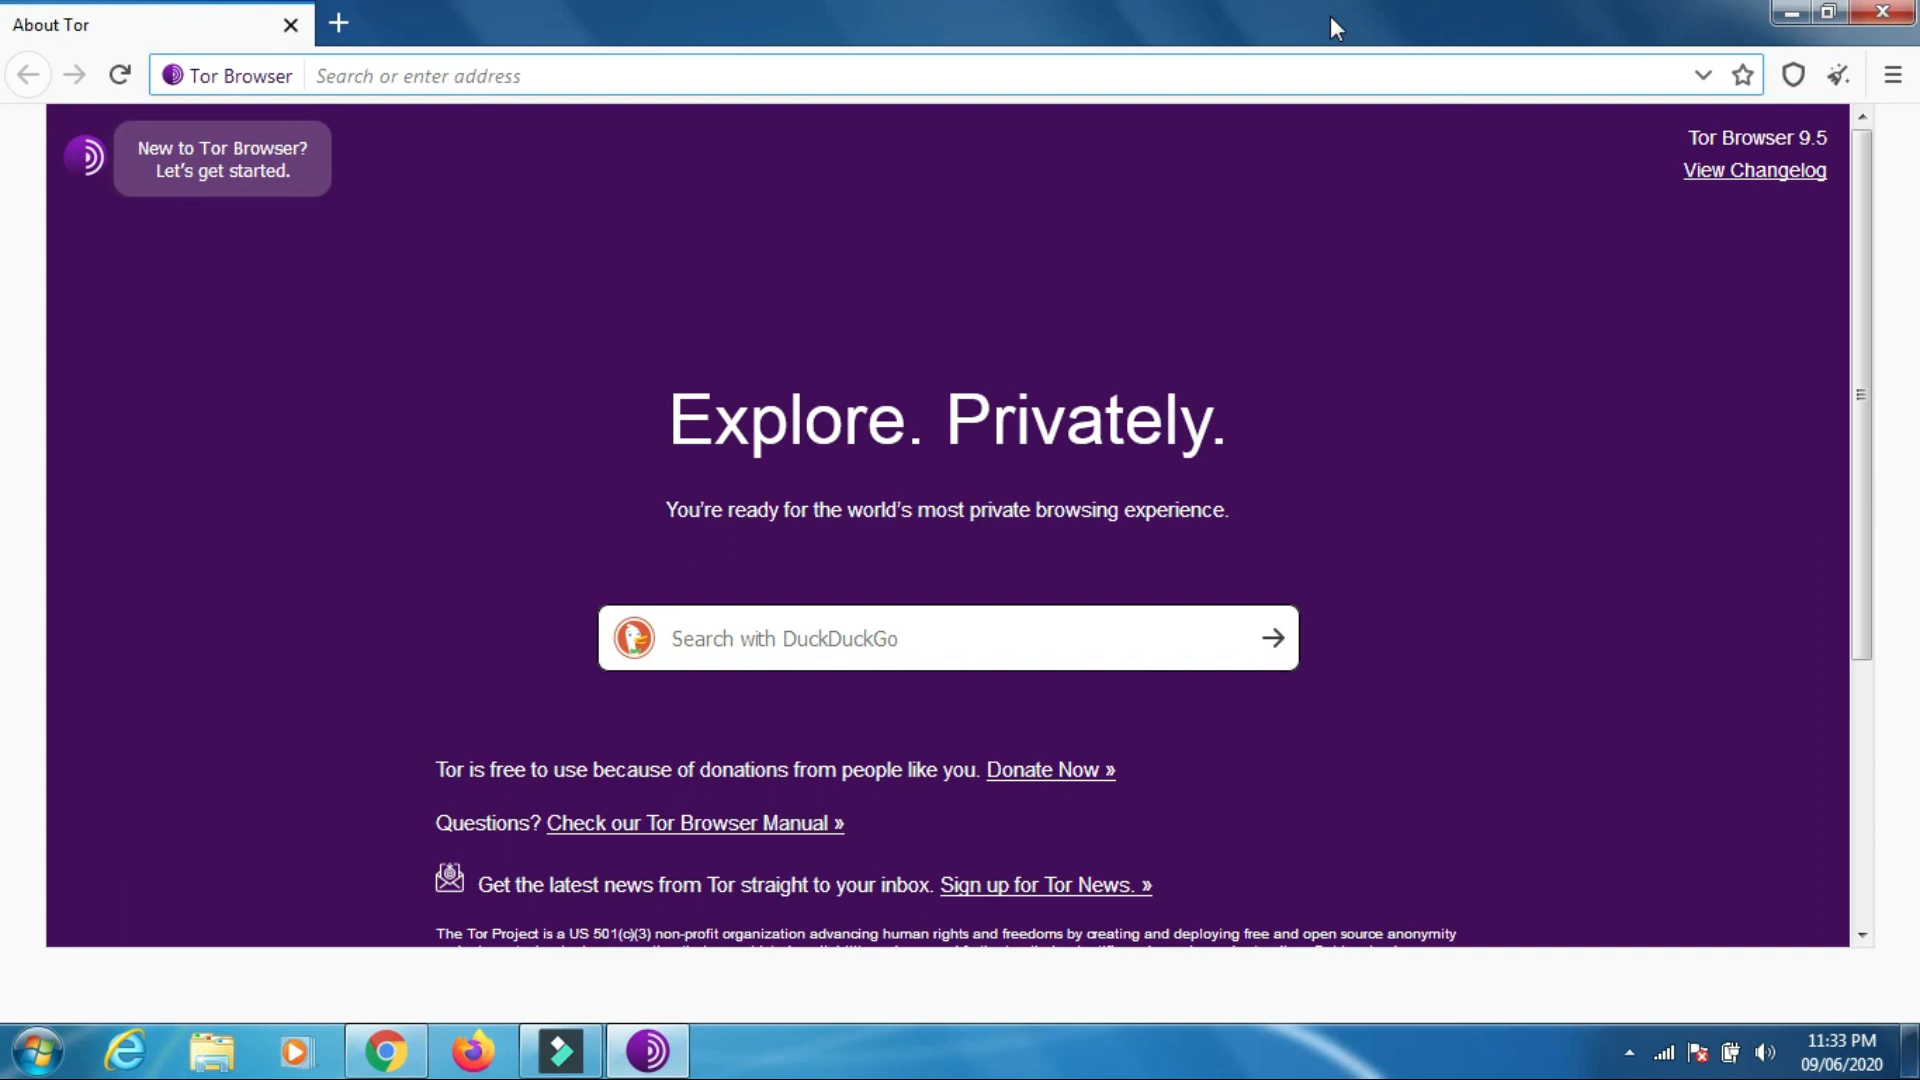 About Tor
Tor Browser
Search or enter address
New to Tor Browser?
Let's get started.
Tor Browser 9.5
View Changelog
Explore. Privately.
You're ready for the world's most private browsing experience.
Search with DuckDuckGo
Tor is free to use because of donations from people like you. Donate Now »
Questions? Check our Tor Browser Manual »
Get the latest news from Tor straight to your inbox. Sign up for Tor News. »
The Tor Project is a US 501(c)(3) non-profit organization advancing human rights and freedoms by creating and deploying free and open source anonymity
11:33 PM
09/06/2020